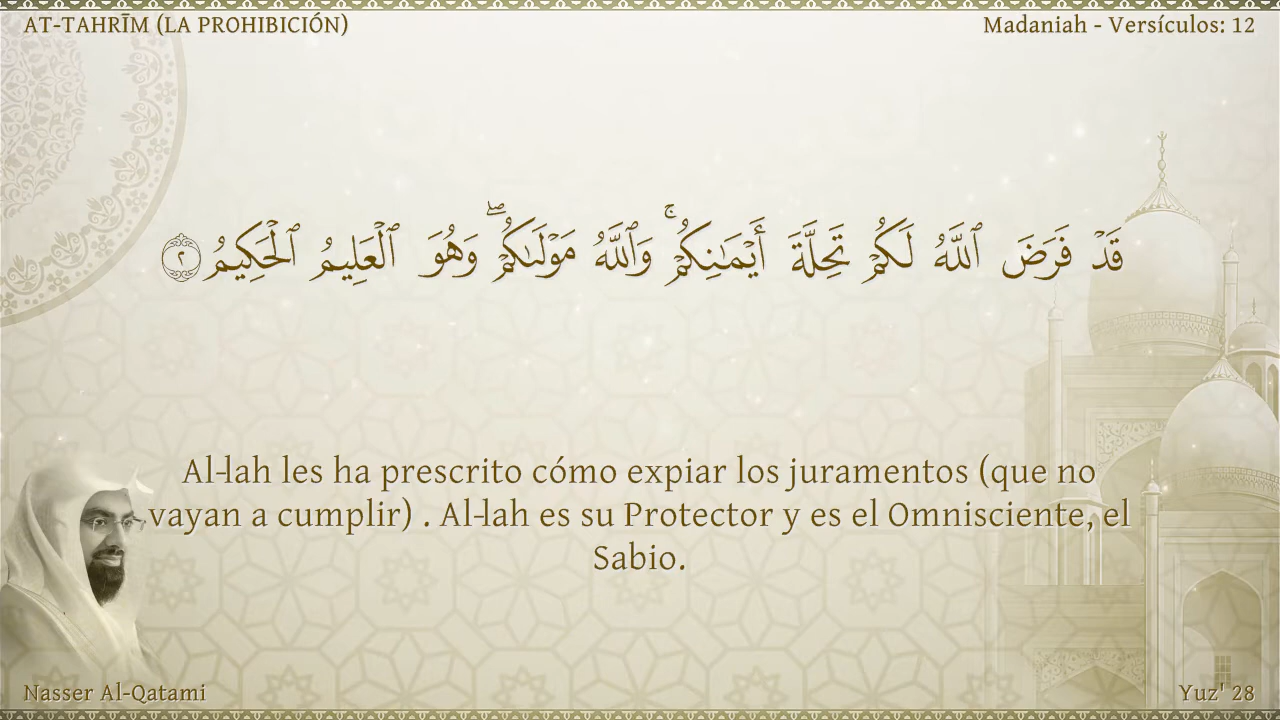 AT-TAHRĪM (LA PROHIBICIÓN)
Madaniah - Versículos: 12
قَدْ فَرَضَ ٱللَّهُ لَكُمْ تَحِلَّةَ أَيْمَـٰنِكُمْ ۚ وَٱللَّهُ مَوْلَىٰكُمْ ۖ وَهُوَ ٱلْعَلِيمُ ٱلْحَكِيمُ ٢
Al-lah les ha prescrito cómo expiar los juramentos (que no
vayan a cumplir) . Al-lah es su Protector y es el Omnisciente, el
Sabio.
Nasser Al-Qatami
Yuz' 28